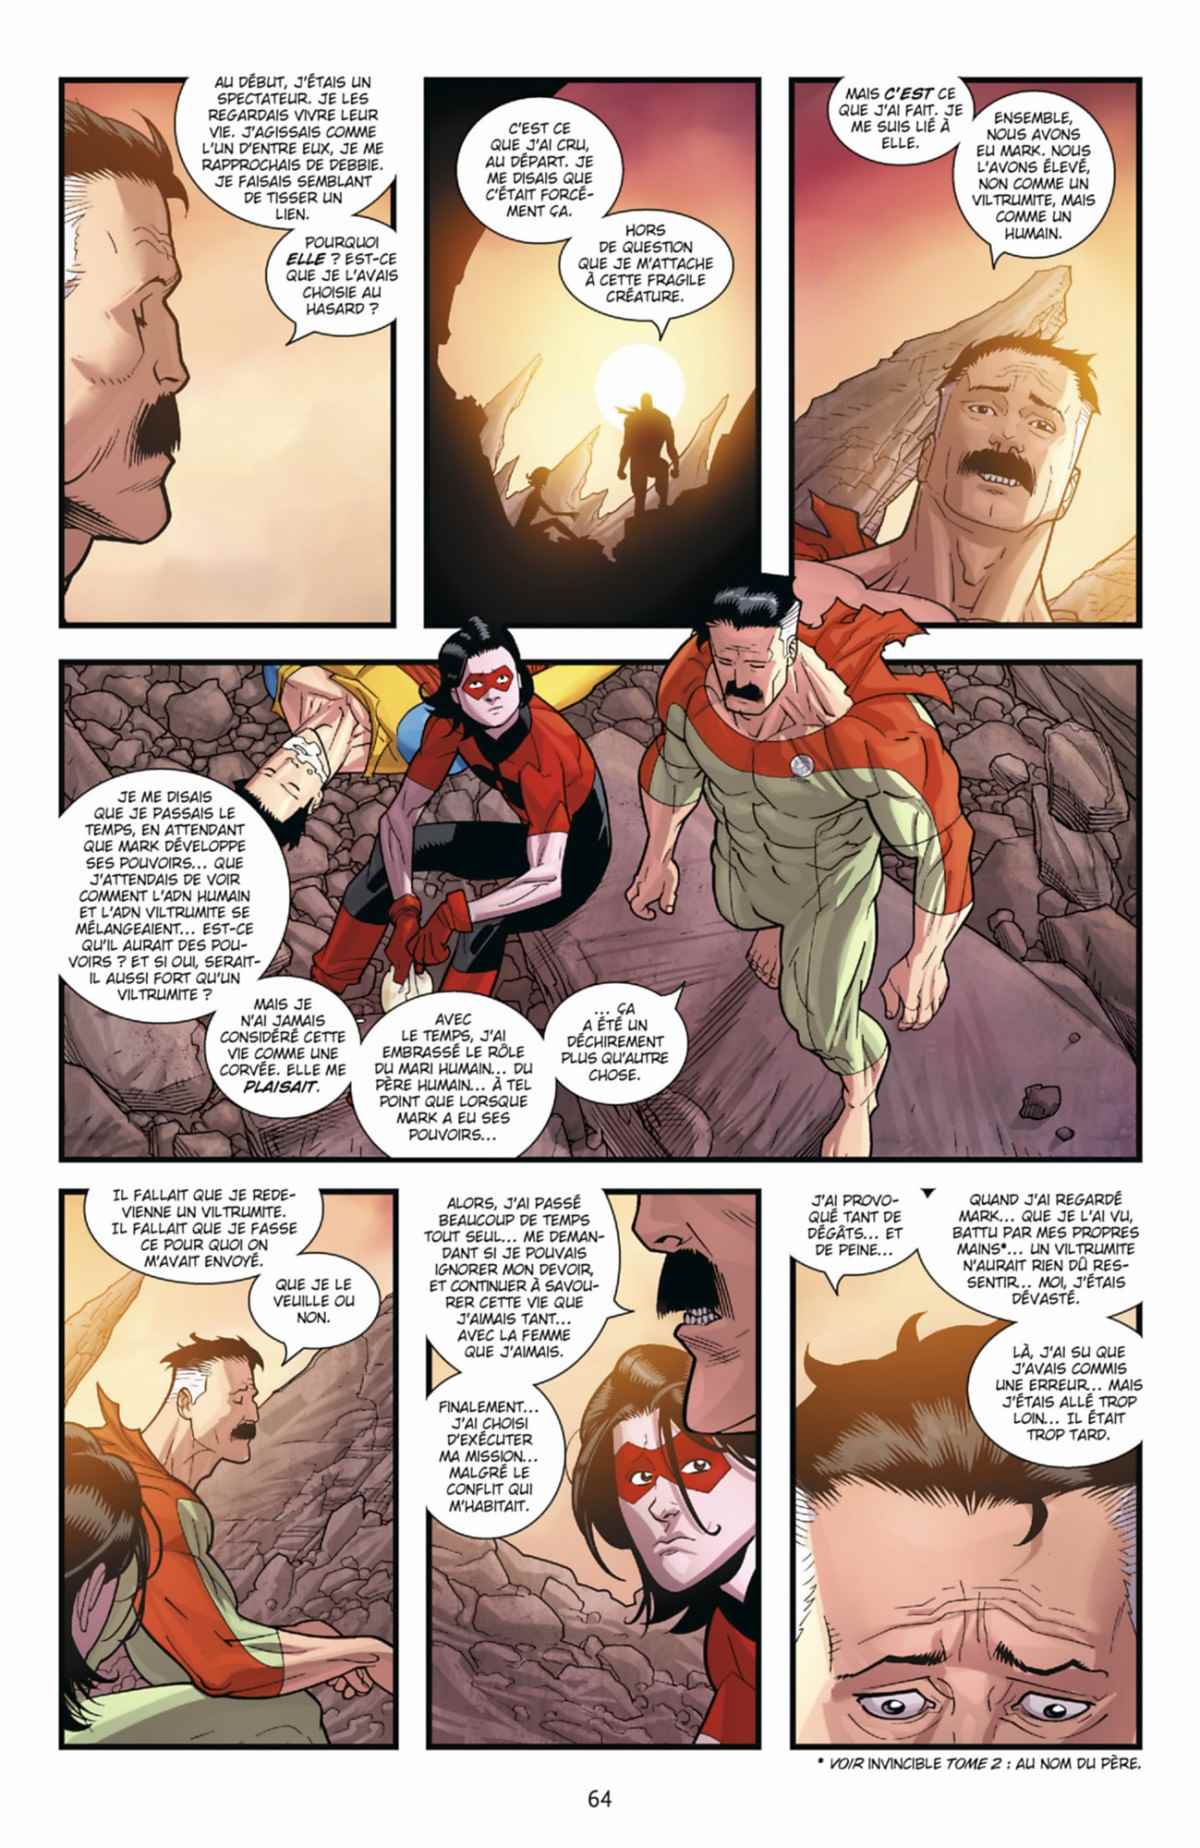 AU DÉBUT, J'ÉTAIS UN
SPECTATEUR. JE LES
REGARDAIS VIVRE LEUR
VIE. J'AGISSAIS COMME
L'UN D'ENTRE EUX, JE ME
RAPPROCHAIS DE DEBBIE.
JE FAISAIS SEMBLANT
DE TISSER UN
LIEN.
POURQUOI
ELLE ? EST-CE
QUE JE L'AVAIS
CHOISIE AU
HASARD ?
C'EST CE
QUE J'AI CRU,
AU DÉPART. JE
ME DISAIS QUE
C'ÉTAIT FORCÉ-
MENT ÇA.
HORS
DE QUESTION
QUE JE M'ATTACHE
À CETTE FRAGILE
CRÉATURE.
MAIS C'EST CE
QUE J'AI FAIT. JE
ME SUIS LIÉ À
ELLE.
ENSEMBLE,
NOUS AVONS
EU MARK. NOUS
L'AVONS ÉLEVÉ,
NON COMME UN
VILTRUMITE, MAIS
COMME UN
HUMAIN.
JE ME DISAIS
QUE JE PASSAIS LE
TEMPS, EN ATTENDANT
QUE MARK DÉVELOPPE
SES POUVOIRS... QUE
J'ATTENDAIS DE VOIR
COMMENT L'ADN HUMAIN
ET L'ADN VILTRUMITE SE
MÉLANGEAIENT... EST-CE
QU'IL AURAIT DES POU-
VOIRS ? ET SI OUI, SERAIT-
IL AUSSI FORT QU'UN
VILTRUMITE ?
MAIS JE
N'AI JAMAIS
CONSIDÉRÉ CETTE
VIE COMME UNE
CORVÉE. ELLE ME
PLAISAIT.
AVEC
LE TEMPS, J'AI
EMBRASSÉ LE RÔLE
DU MARI HUMAIN... DU
PÈRE HUMAIN... À TEL
POINT QUE LORSQUE
MARK A EU SES
POUVOIRS...
... ÇA
A ÉTÉ UN
DÉCHIREMENT
PLUS QU'AUTRE
CHOSE.
IL FALLAIT QUE JE REDE-
VIENNE UN VILTRUMITE.
IL FALLAIT QUE JE FASSE
CE POUR QUOI ON
M'AVAIT ENVOYÉ.
QUE JE LE
VEUILLE OU
NON.
ALORS, J'AI PASSÉ
BEAUCOUP DE TEMPS
TOUT SEUL... ME DEMAN-
DANT SI JE POUVAIS
IGNORER MON DEVOIR,
ET CONTINUER À SAVOU-
RER CETTE VIE QUE
J'AIMAIS TANT...
AVEC LA FEMME
QUE J'AIMAIS.
FINALEMENT...
J'AI CHOISI
D'EXÉCUTER
MA MISSION...
MALGRÉ LE
CONFLIT QUI
M'HABITAIT.
J'AI PROVO-
QUÉ TANT DE
DÉGÂTS... ET
DE PEINE...
QUAND J'AI REGARDÉ
MARK... QUE JE L'AI VU,
BATTU PAR MES PROPRES
MAINS*... UN VILTRUMITE
N'AURAIT RIEN DÛ RES-
SENTIR... MOI, J'ÉTAIS
DÉVASTÉ.
LÀ, J'AI SU QUE
J'AVAIS COMMIS
UNE ERREUR... MAIS
J'ÉTAIS ALLÉ TROP
LOIN... IL ÉTAIT
TROP TARD.
* VOIR INVINCIBLE TOME 2 : AU NOM DU PÈRE.
64